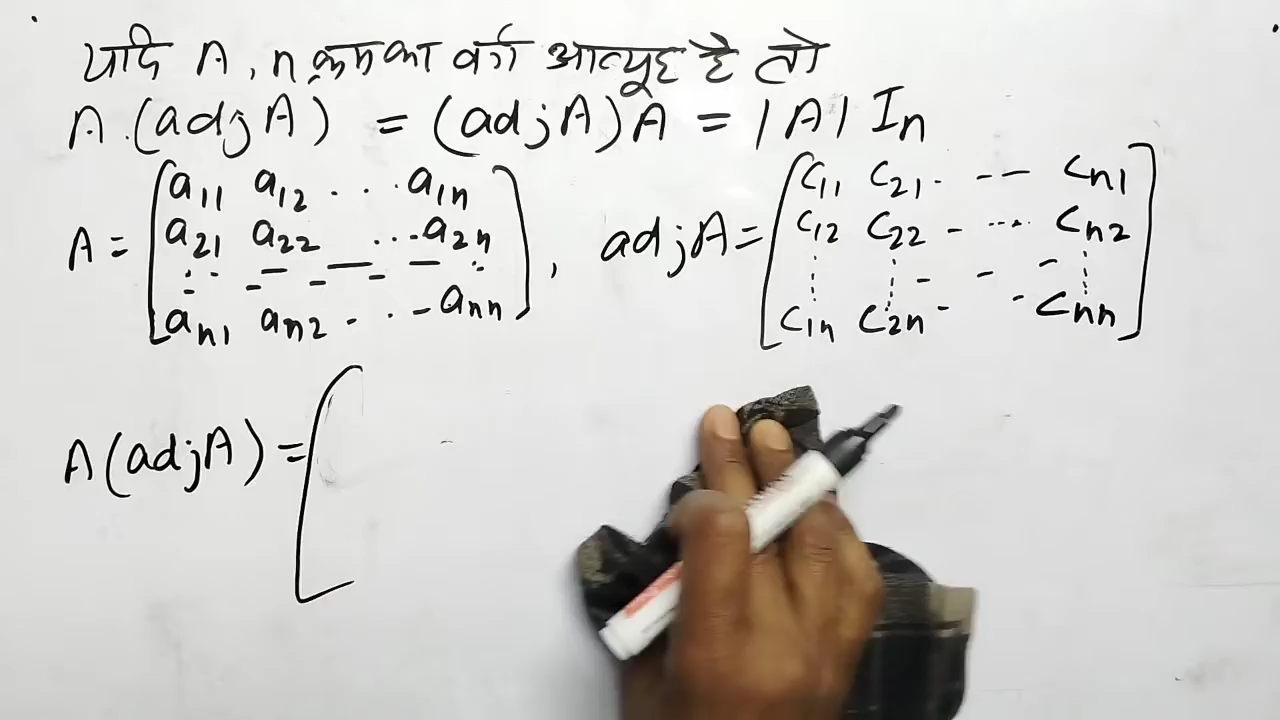 यदि A, n क्रम का वर्ग आव्यूह है तो
A.(adjA) = (adjA)A = |A| In
A = [a11 a12 ... a1n
a21 a22 ... a2n
an1 an2 ... ann] , adjA = [C11 C21 ... Cn1
C12 C22 ... Cn2
C1n C2n ... Cnn]
A(adjA) = [